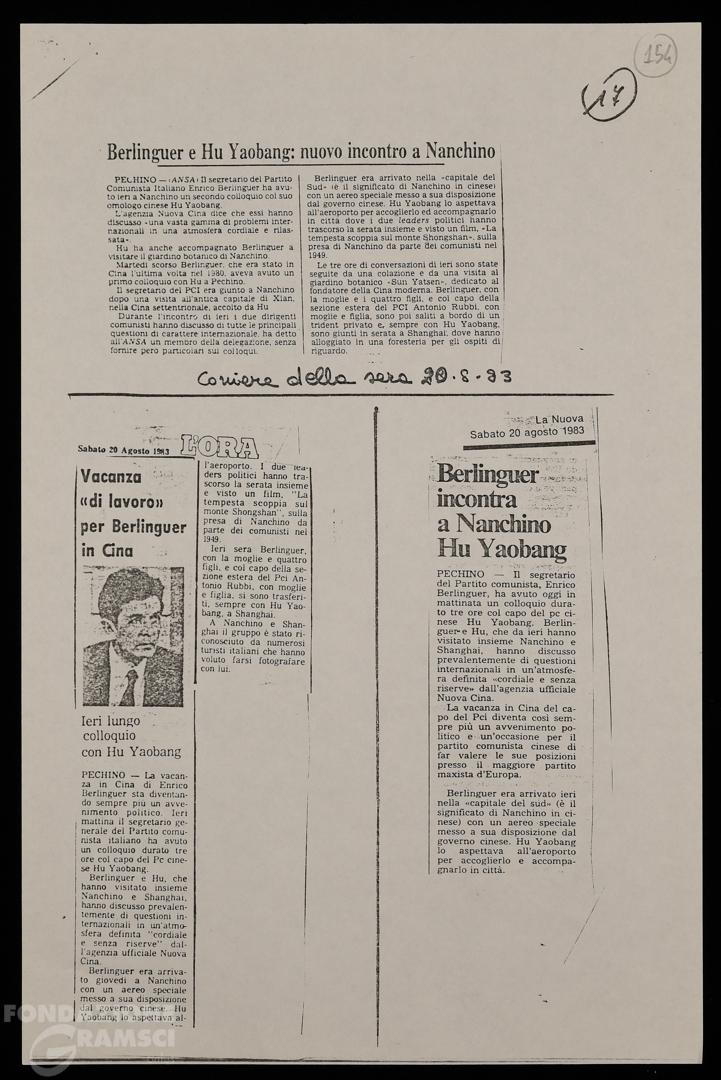 154
17
Berlinguer e Hu Yaobang: nuovo incontro a Nanchino
PECHINO — (ANSA) Il segretario del Partito
Comunista Italiano Enrico Berlinguer ha avu-
to ieri a Nanchino un secondo colloquio col suo
omologo cinese Hu Yaobang.
L'agenzia Nuova Cina dice che essi hanno
discusso «una vasta gamma di problemi inter-
nazionali in una atmosfera cordiale e rilas-
sata».
Hu ha anche accompagnato Berlinguer a
visitare il giardino botanico di Nanchino.
Martedì scorso Berlinguer, che era stato in
Cina l'ultima volta nel 1980, aveva avuto un
primo colloquio con Hu a Pechino.
Il segretario del PCI era giunto a Nanchino
dopo una visita all'antica capitale di Xian,
nella Cina settentrionale, accolto da Hu
Durante l'incontro di ieri i due dirigenti
comunisti hanno discusso di tutte le principali
questioni di carattere internazionale, ha detto
all'ANSA un membro della delegazione, senza
fornire però particolari sui colloqui.
Berlinguer era arrivato nella «capitale del
Sud» (è il significato di Nanchino in cinese)
con un aereo speciale messo a sua disposizione
dal governo cinese. Hu Yaobang lo aspettava
all'aeroporto per accoglierlo ed accompagnarlo
in città dove i due leaders politici hanno
trascorso la serata insieme e visto un film, «La
tempesta scoppia sul monte Shongshan», sulla
presa di Nanchino da parte dei comunisti nel
1949.
Le tre ore di conversazioni di ieri sono state
seguite da una colazione e da una visita al
giardino botanico «Sun Yatsen», dedicato al
fondatore della Cina moderna. Berlinguer, con
la moglie e i quattro figli, e col capo della
sezione estera del PCI Antonio Rubbi, con
moglie e figlia, sono poi saliti a bordo di un
trident privato e, sempre con Hu Yaobang,
sono giunti in serata a Shanghai, dove hanno
alloggiato in una foresteria per gli ospiti di
riguardo.
Corriere della sera 20.8.83
Sabato 20 Agosto 1983 L'ORA
Vacanza
«di lavoro»
per Berlinguer
in Cina
Ieri lungo
colloquio
con Hu Yaobang
PECHINO — La vacan-
za in Cina di Enrico
Berlinguer sta diventan-
do sempre più un avve-
nimento politico. Ieri
mattina il segretario ge-
nerale del Partito comu-
nista italiano ha avuto
un colloquio durato tre
ore col capo del Pc cine-
se Hu Yaobang.
Berlinguer e Hu, che
hanno visitato insieme
Nanchino e Shanghai,
hanno discusso prevalen-
temente di questioni in-
ternazionali in un'atmo-
sfera definita "cordiale
e senza riserve" dal-
l'agenzia ufficiale Nuova
Cina.
Berlinguer era arriva-
to giovedì a Nanchino
con un aereo speciale
messo a sua disposizione
dal governo cinese. Hu
Yaobang lo aspettava al-
l'aeroporto. I due lea-
ders politici hanno tra-
scorso la serata insieme
e visto un film, "La
tempesta scoppia sul
monte Shongshan", sulla
presa di Nanchino da
parte dei comunisti nel
1949.
Ieri sera Berlinguer,
con la moglie e quattro
figli, e col capo della se-
zione estera del Pci An-
tonio Rubbi, con moglie
e figlia, si sono trasferi-
ti, sempre con Hu Yao-
bang, a Shanghai.
A Nanchino e Shan-
ghai il gruppo è stato ri-
conosciuto da numerosi
turisti italiani che hanno
voluto farsi fotografare
con lui.
La Nuova
Sabato 20 agosto 1983
Berlinguer
incontra
a Nanchino
Hu Yaobang
PECHINO — Il segretario
del Partito comunista, Enrico
Berlinguer, ha avuto oggi in
mattinata un colloquio dura-
to tre ore col capo del pc ci-
nese Hu Yaobang. Berlin-
guer e Hu, che da ieri hanno
visitato insieme Nanchino e
Shanghai, hanno discusso
prevalentemente di questioni
internazionali in un'atmosfe-
ra definita «cordiale e senza
riserve» dall'agenzia ufficiale
Nuova Cina.
La vacanza in Cina del ca-
po del Pci diventa così sem-
pre più un avvenimento po-
litico e un'occasione per il
partito comunista cinese di
far valere le sue posizioni
presso il maggiore partito
maxista d'Europa.
Berlinguer era arrivato ieri
nella «capitale del sud» (è il
significato di Nanchino in ci-
nese) con un aereo speciale
messo a sua disposizione dal
governo cinese. Hu Yaobang
lo aspettava all'aeroporto
per accoglierlo e accompa-
gnarlo in città.
GRAMSCI